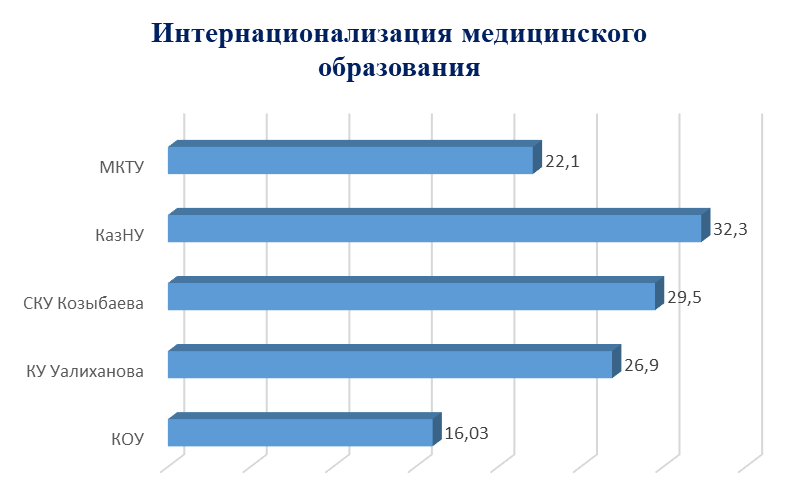 Интернационализация медицинского
образования
МКТУ 22,1
КазНУ 32,3
СКУ Козыбаева 29,5
КУ Уалиханова 26,9
КОУ 16,03